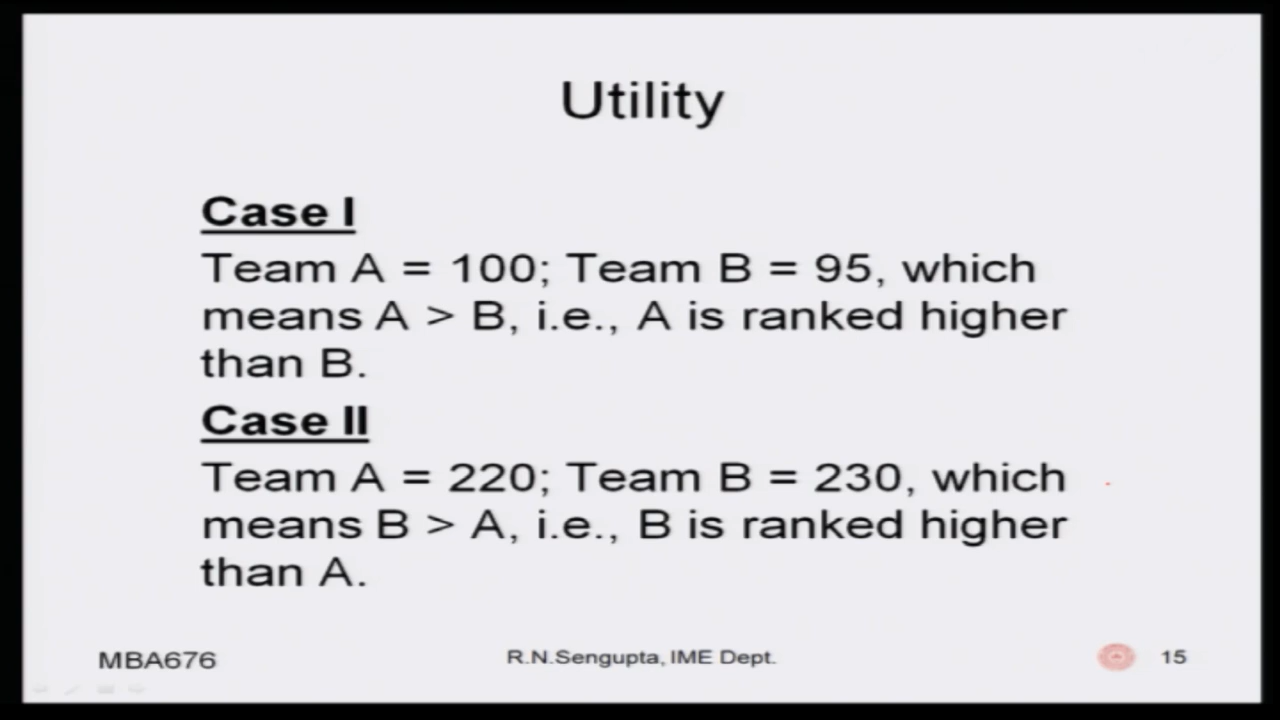 Utility
Case I
Team A = 100; Team B = 95, which
means A > B, i.e., A is ranked higher
than B.
Case II
Team A = 220; Team B = 230, which
means B > A, i.e., B is ranked higher
than A.
MBA676
R.N.Sengupta, IME Dept.
15